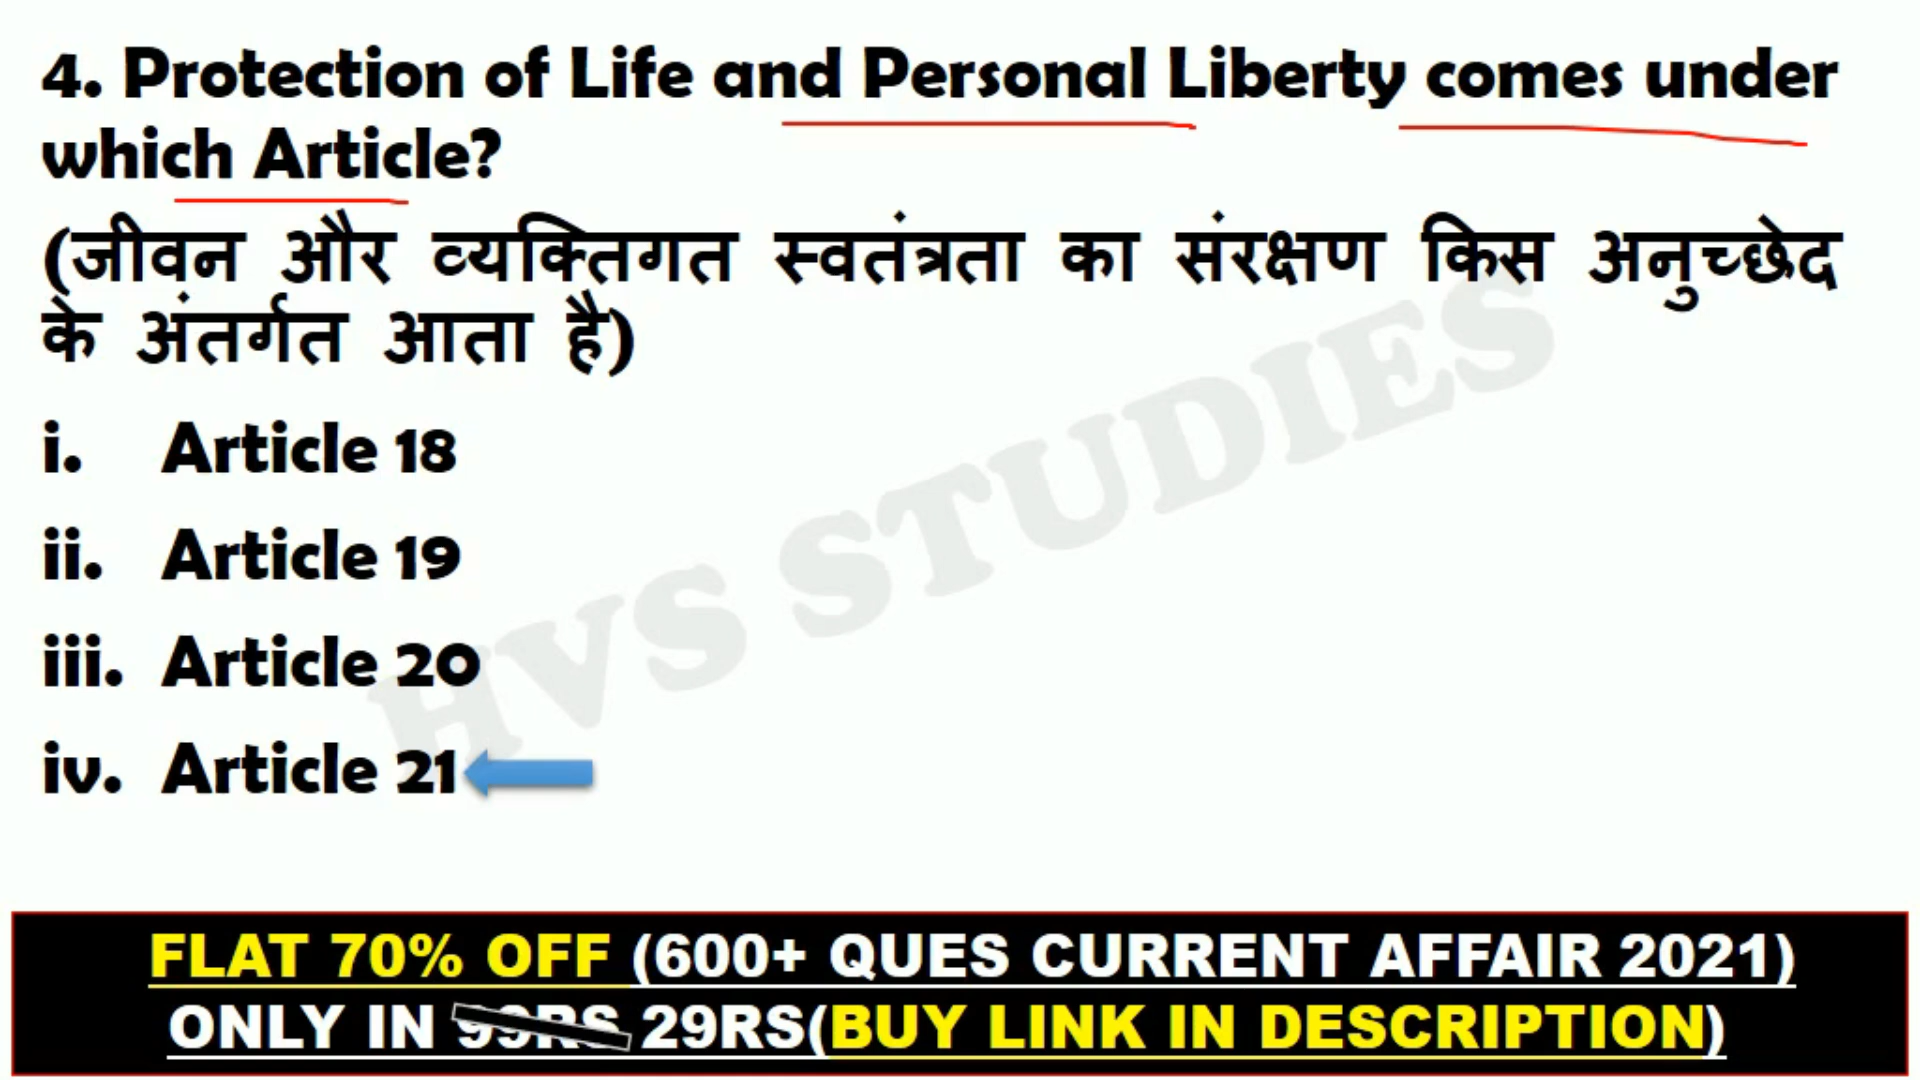 4. Protection of Life and Personal Liberty comes under
which Article?
(जीवन और व्यक्तिगत स्वतंत्रता का संरक्षण किस अनुच्छेद
के अंतर्गत आता है)
i. Article 18
ii. Article 19
iii. Article 20
iv. Article 21
HVS STUDIES
FLAT 70% OFF (600+ QUES CURRENT AFFAIR 2021)
ONLY IN 99RS 29RS(BUY LINK IN DESCRIPTION)